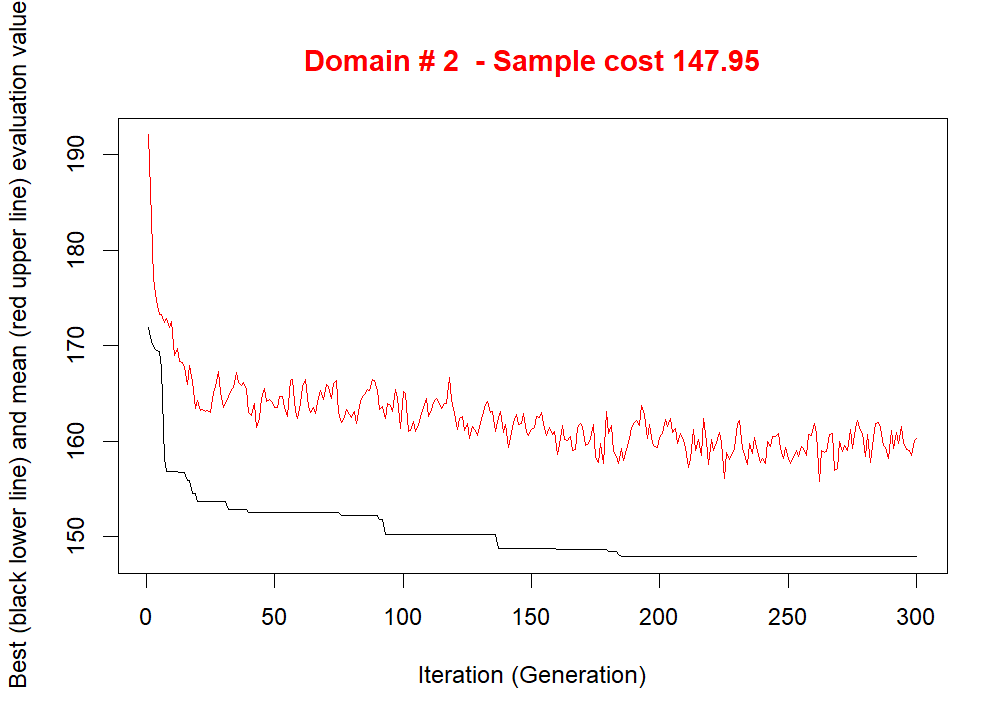 Domain # 2  - Sample cost 147.95
Best (black lower line) and mean (red upper line) evaluation value
190
180
170
160
150
0 50 100 150 200 250 300
Iteration (Generation)